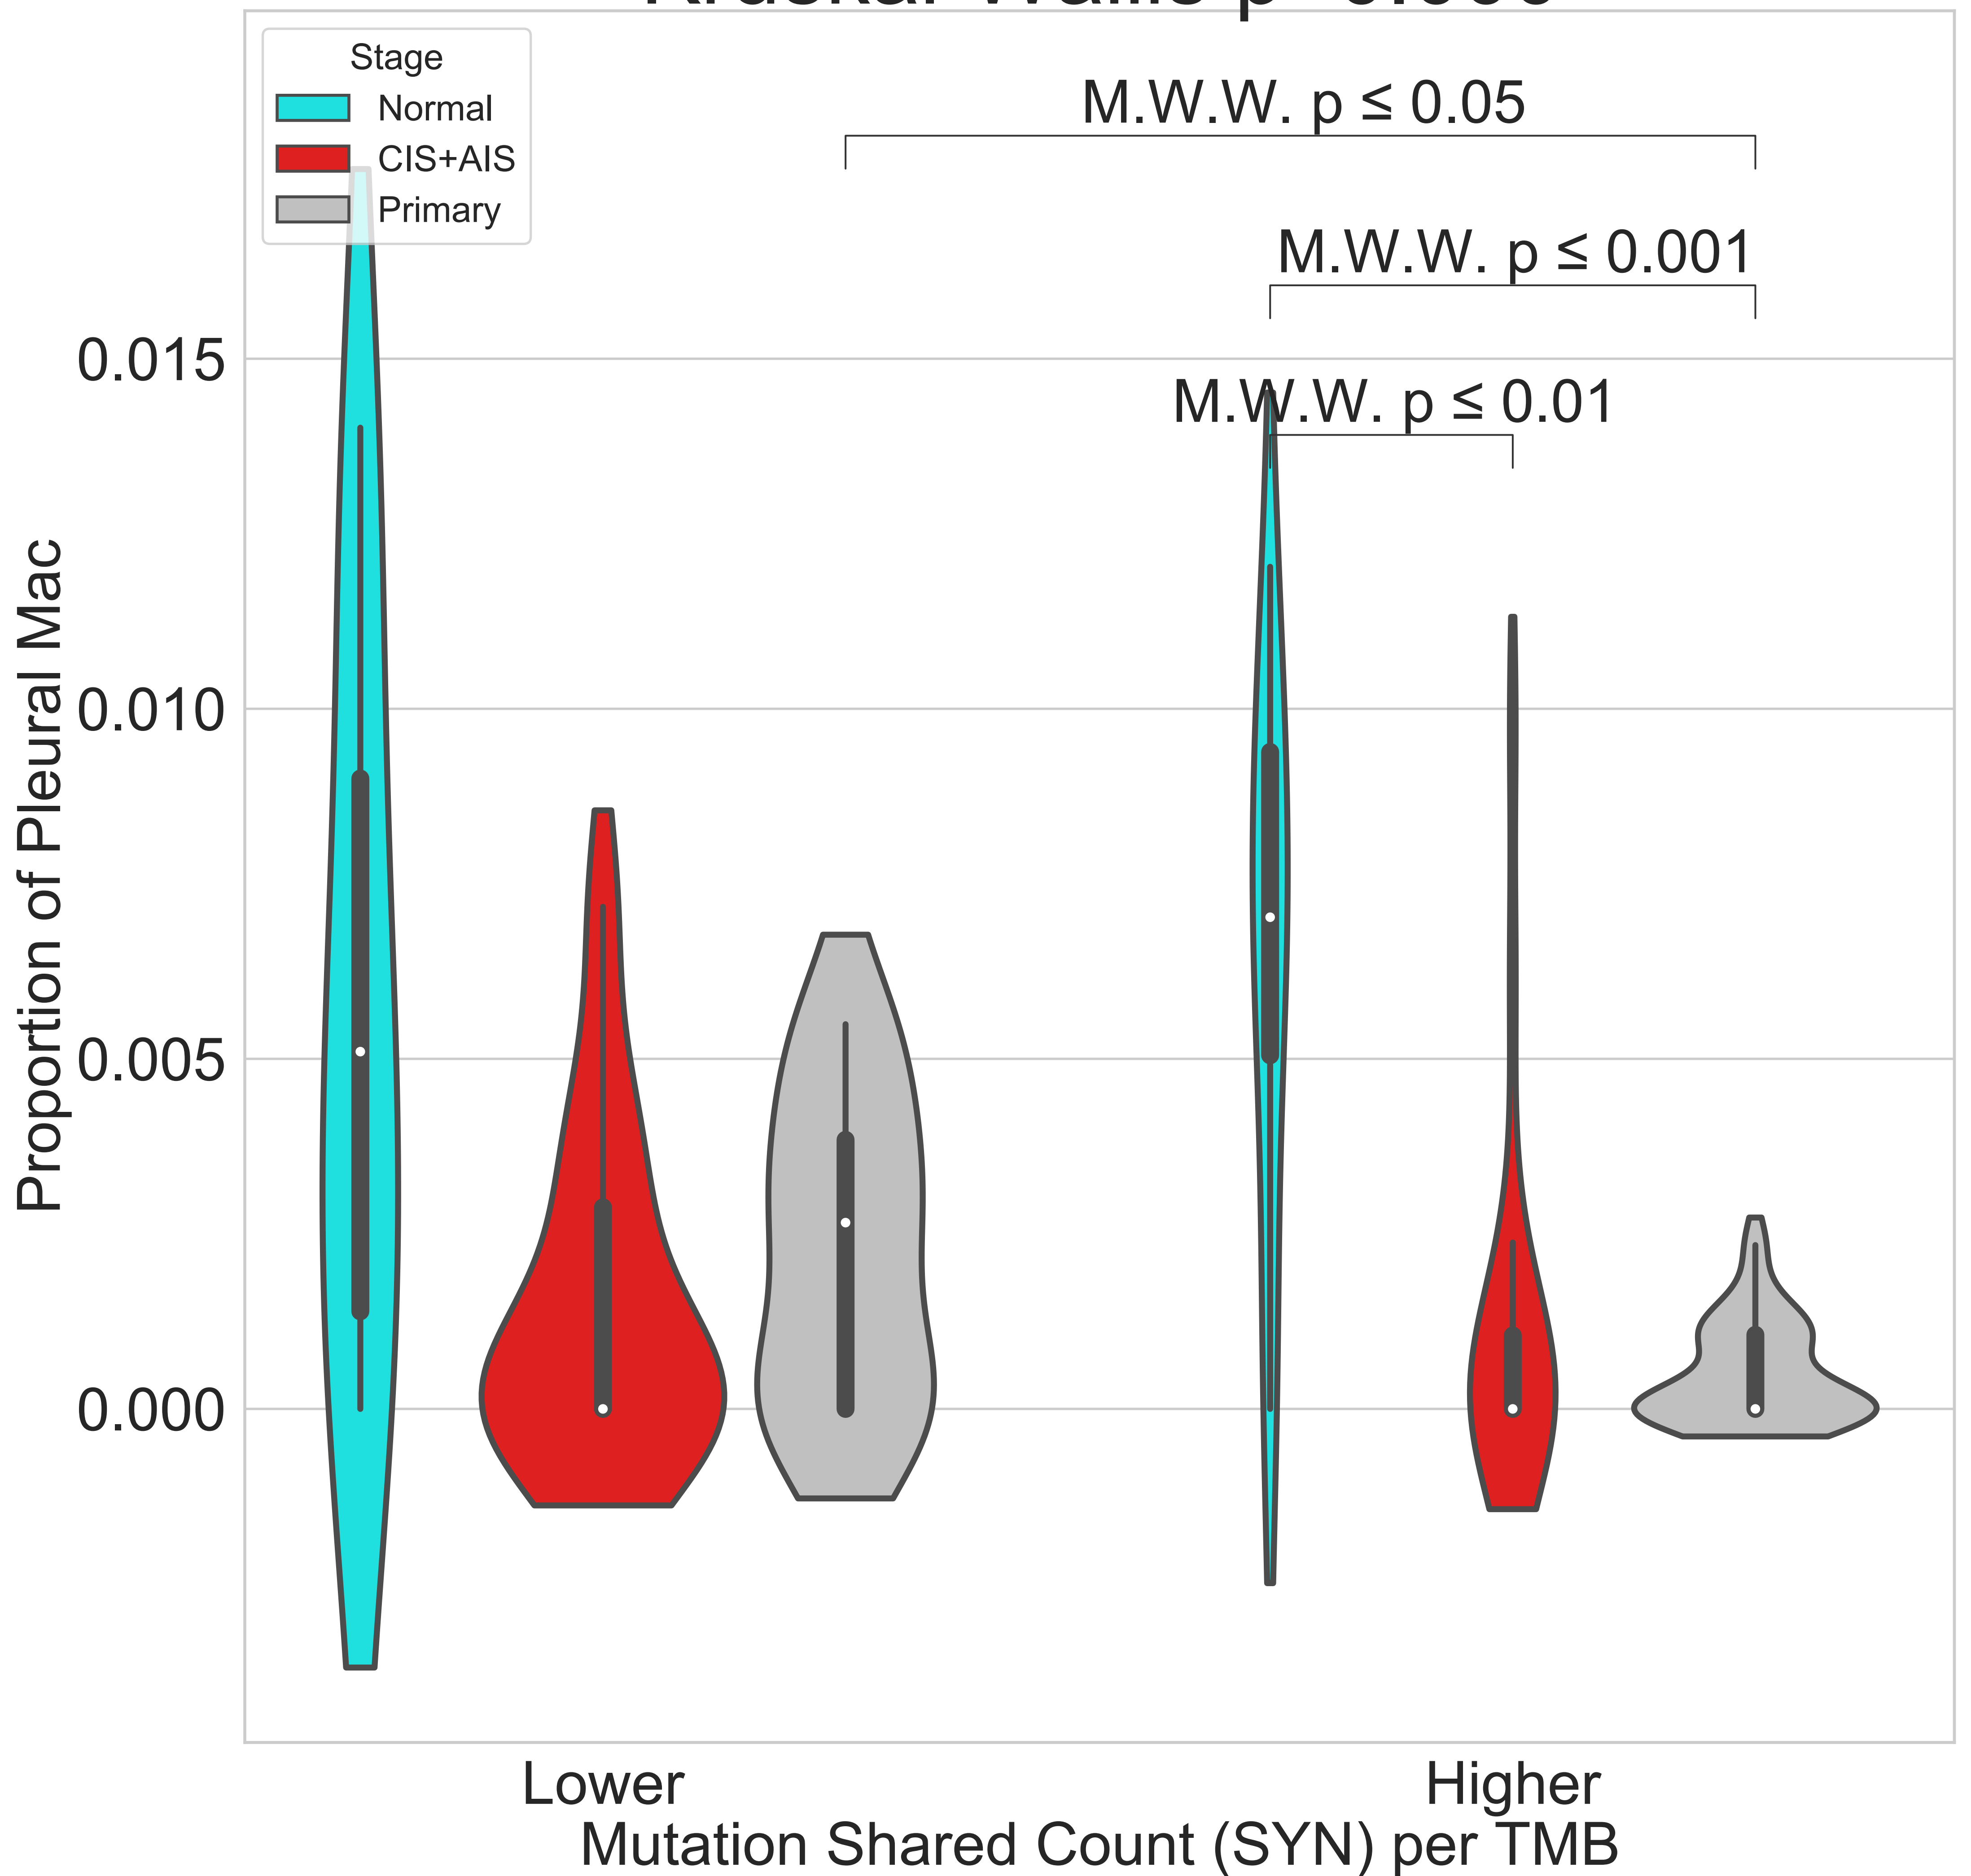 Stage
Normal
CIS+AIS
Primary
M.W.W. p ≤ 0.05
M.W.W. p ≤ 0.001
M.W.W. p ≤ 0.01
0.015
0.010
0.005
0.000
Proportion of Pleural Mac
Lower
Higher
Mutation Shared Count (SYN) per TMB